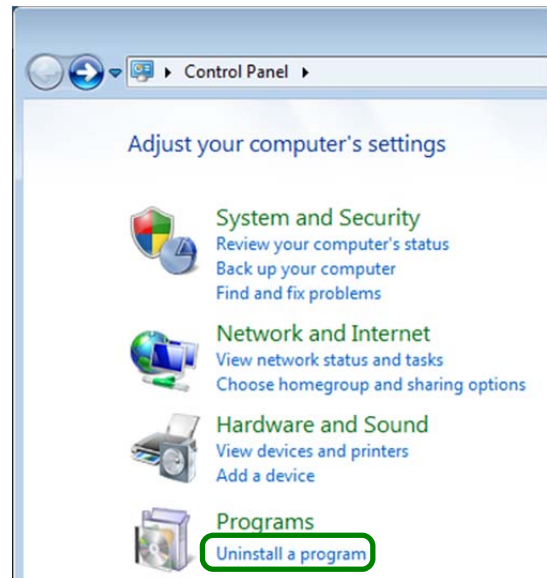 Control Panel
Adjust your computer's settings
System and Security
Review your computer's status
Back up your computer
Find and fix problems
Network and Internet
View network status and tasks
Choose homegroup and sharing options
Hardware and Sound
View devices and printers
Add a device
Programs
Uninstall a program